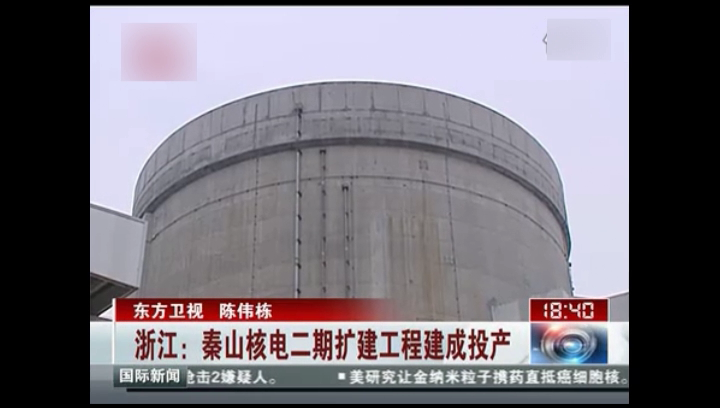 东方卫视 陈伟栋
18:40
浙江：秦山核电二期扩建工程建成投产
国际新闻
枪击2嫌疑人。 ■美研究让金纳米粒子携药直抵癌细胞核。